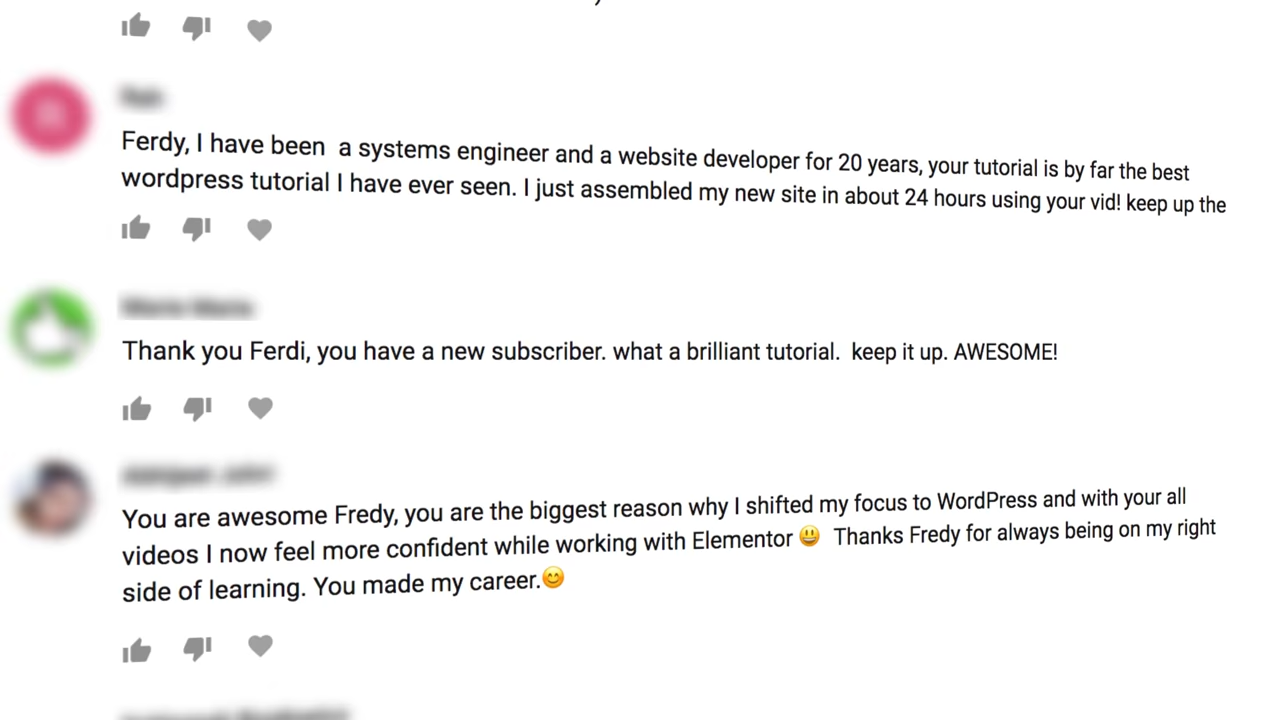 Ferdy, I have been  a systems engineer and a website developer for 20 years, your tutorial is by far the best
wordpress tutorial I have ever seen. I just assembled my new site in about 24 hours using your vid! keep up the
Thank you Ferdi, you have a new subscriber. what a brilliant tutorial.  keep it up. AWESOME!
You are awesome Fredy, you are the biggest reason why I shifted my focus to WordPress and with your all
videos I now feel more confident while working with Elementor 😃  Thanks Fredy for always being on my right
side of learning. You made my career.😊